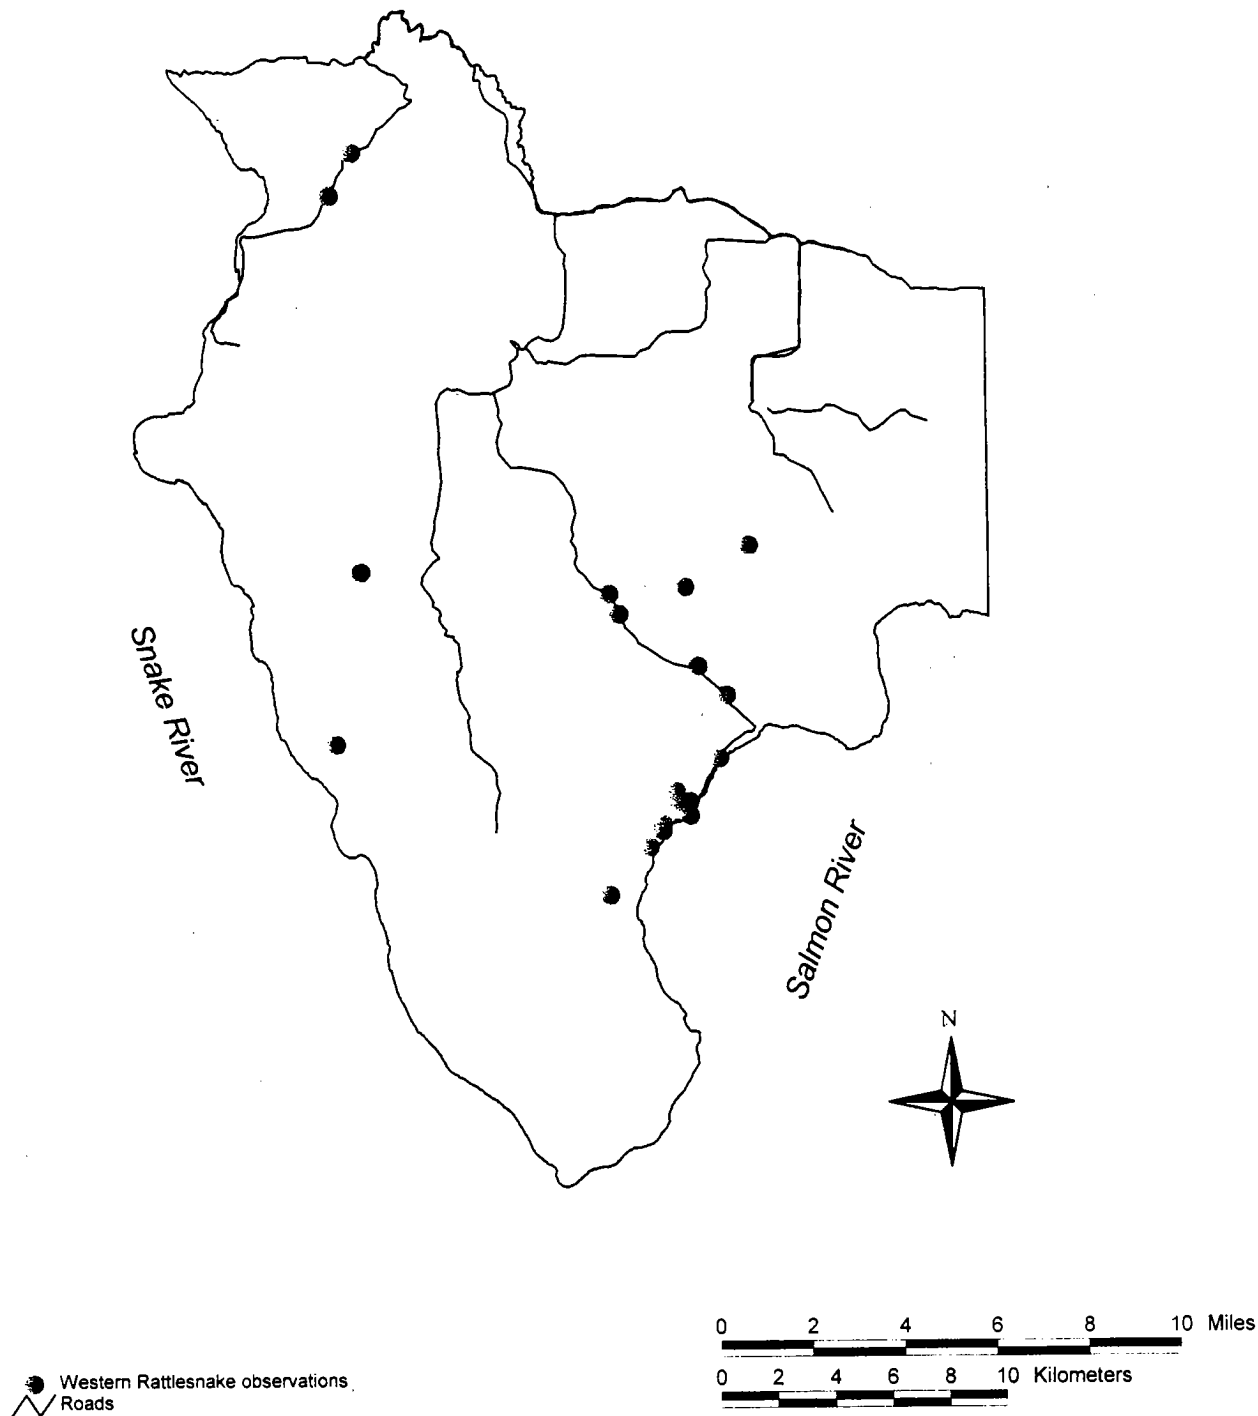 Snake River
Salmon River
N
0 2 4 6 8 10 Miles
0 2 4 6 8 10 Kilometers
Western Rattlesnake observations
Roads